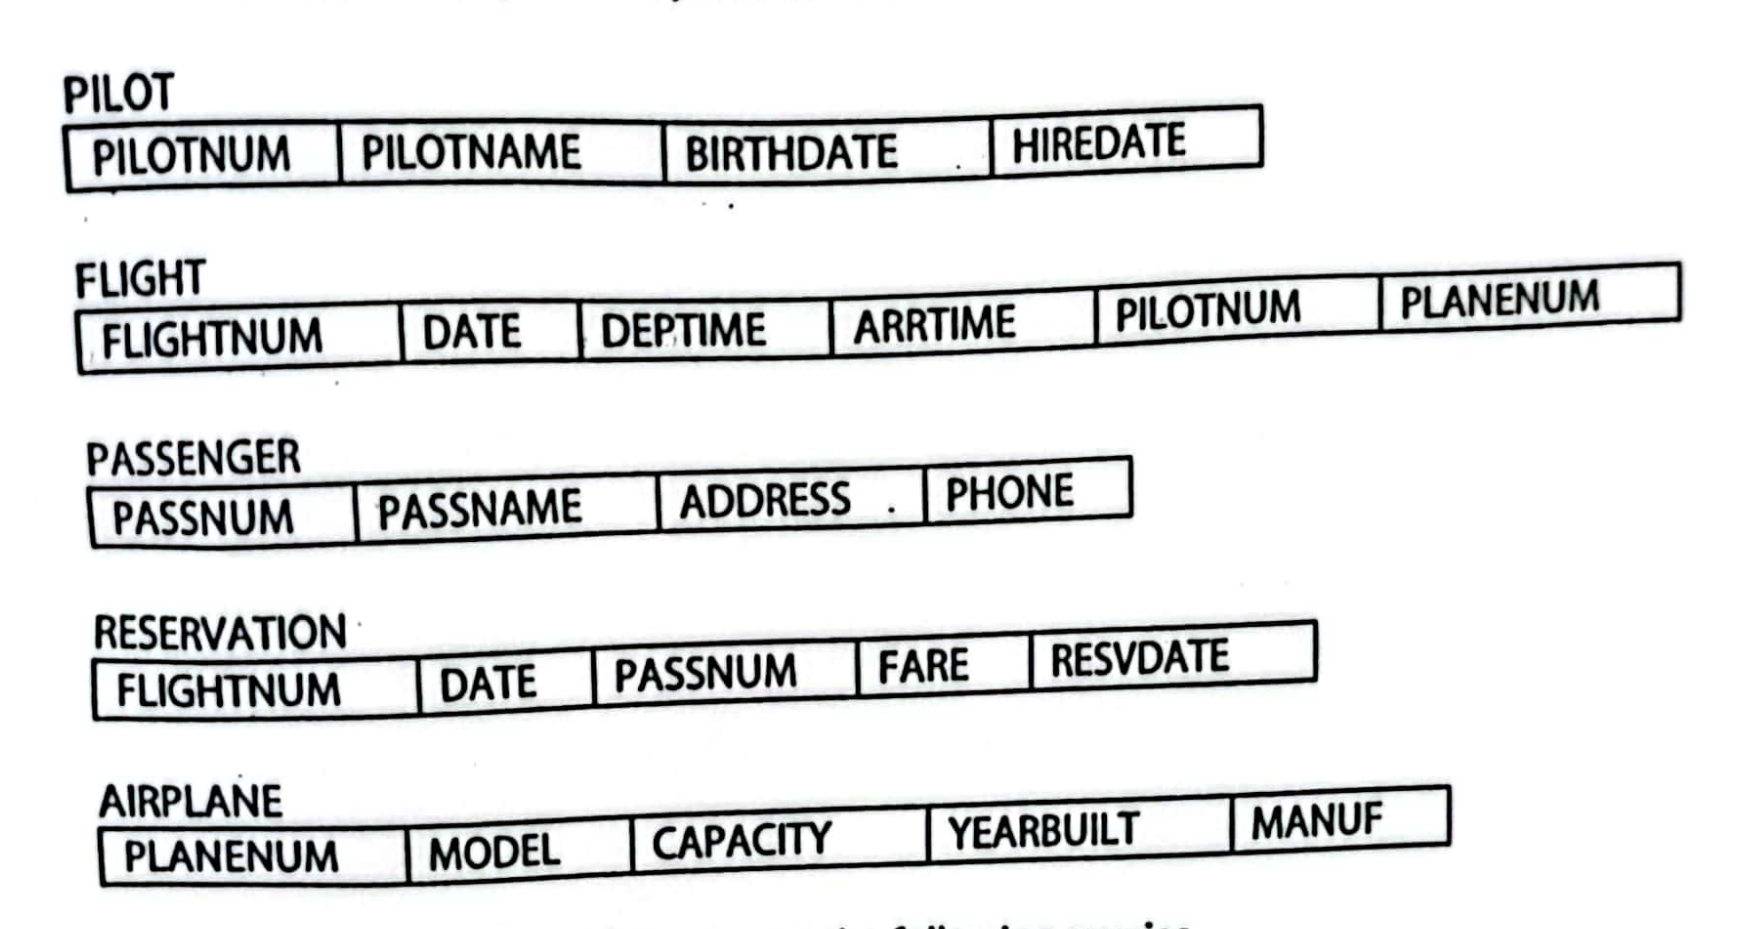 PILOT
PILOTNUM PILOTNAME BIRTHDATE HIREDATE
FLIGHT
FLIGHTNUM DATE DEPTIME ARRTIME PILOTNUM PLANENUM
PASSENGER
PASSNUM PASSNAME ADDRESS PHONE
RESERVATION
FLIGHTNUM DATE PASSNUM FARE RESVDATE
AIRPLANE
PLANENUM MODEL CAPACITY YEARBUILT MANUF